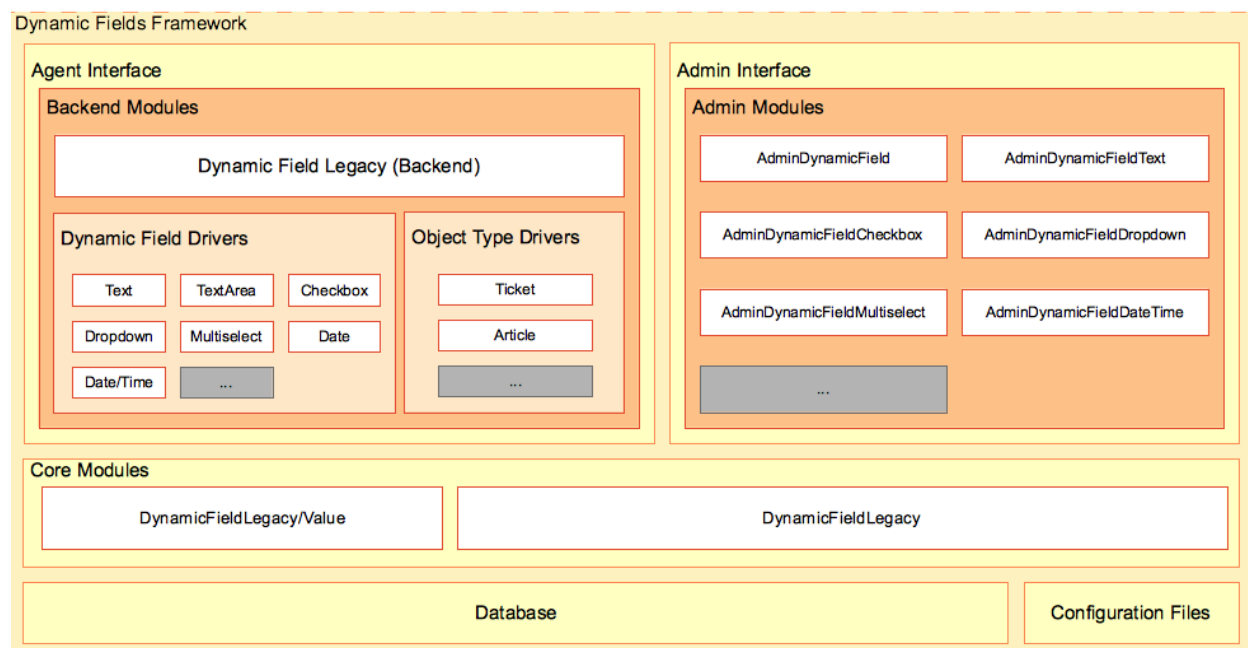 Dynamic Fields Framework
Agent Interface
Backend Modules
Dynamic Field Legacy (Backend)
Dynamic Field Drivers
Text
TextArea
Checkbox
Dropdown
Multiselect
Date
Date/Time
...
Object Type Drivers
Ticket
Article
...
Admin Interface
Admin Modules
AdminDynamicField
AdminDynamicFieldText
AdminDynamicFieldCheckbox
AdminDynamicFieldDropdown
AdminDynamicFieldMultiselect
AdminDynamicFieldDateTime
...
Core Modules
DynamicFieldLegacy/Value
DynamicFieldLegacy
Database
Configuration Files